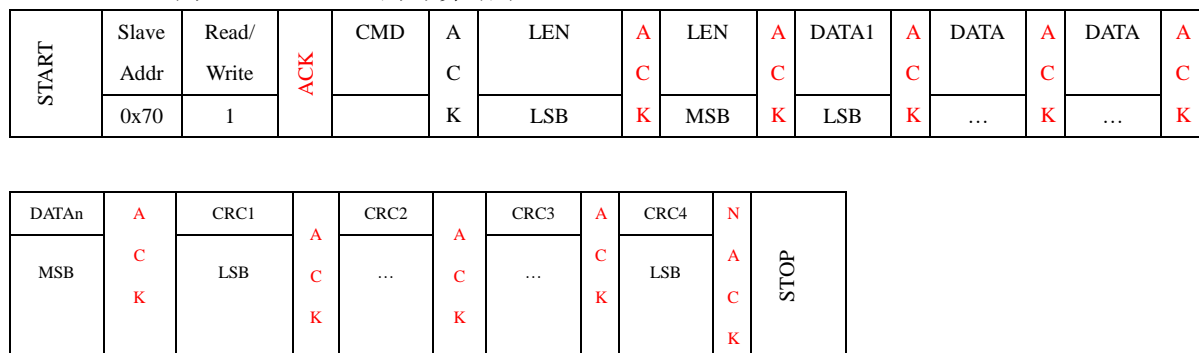 START Slave Addr Read/ Write ACK CMD A C K LEN A C K LEN A C K DATA1 A C K DATA A C K DATA A C K
0x70 1 LSB MSB LSB … …
DATAn A C K CRC1 A C K CRC2 A C K CRC3 A C K CRC4 N A C K STOP
MSB LSB … … LSB